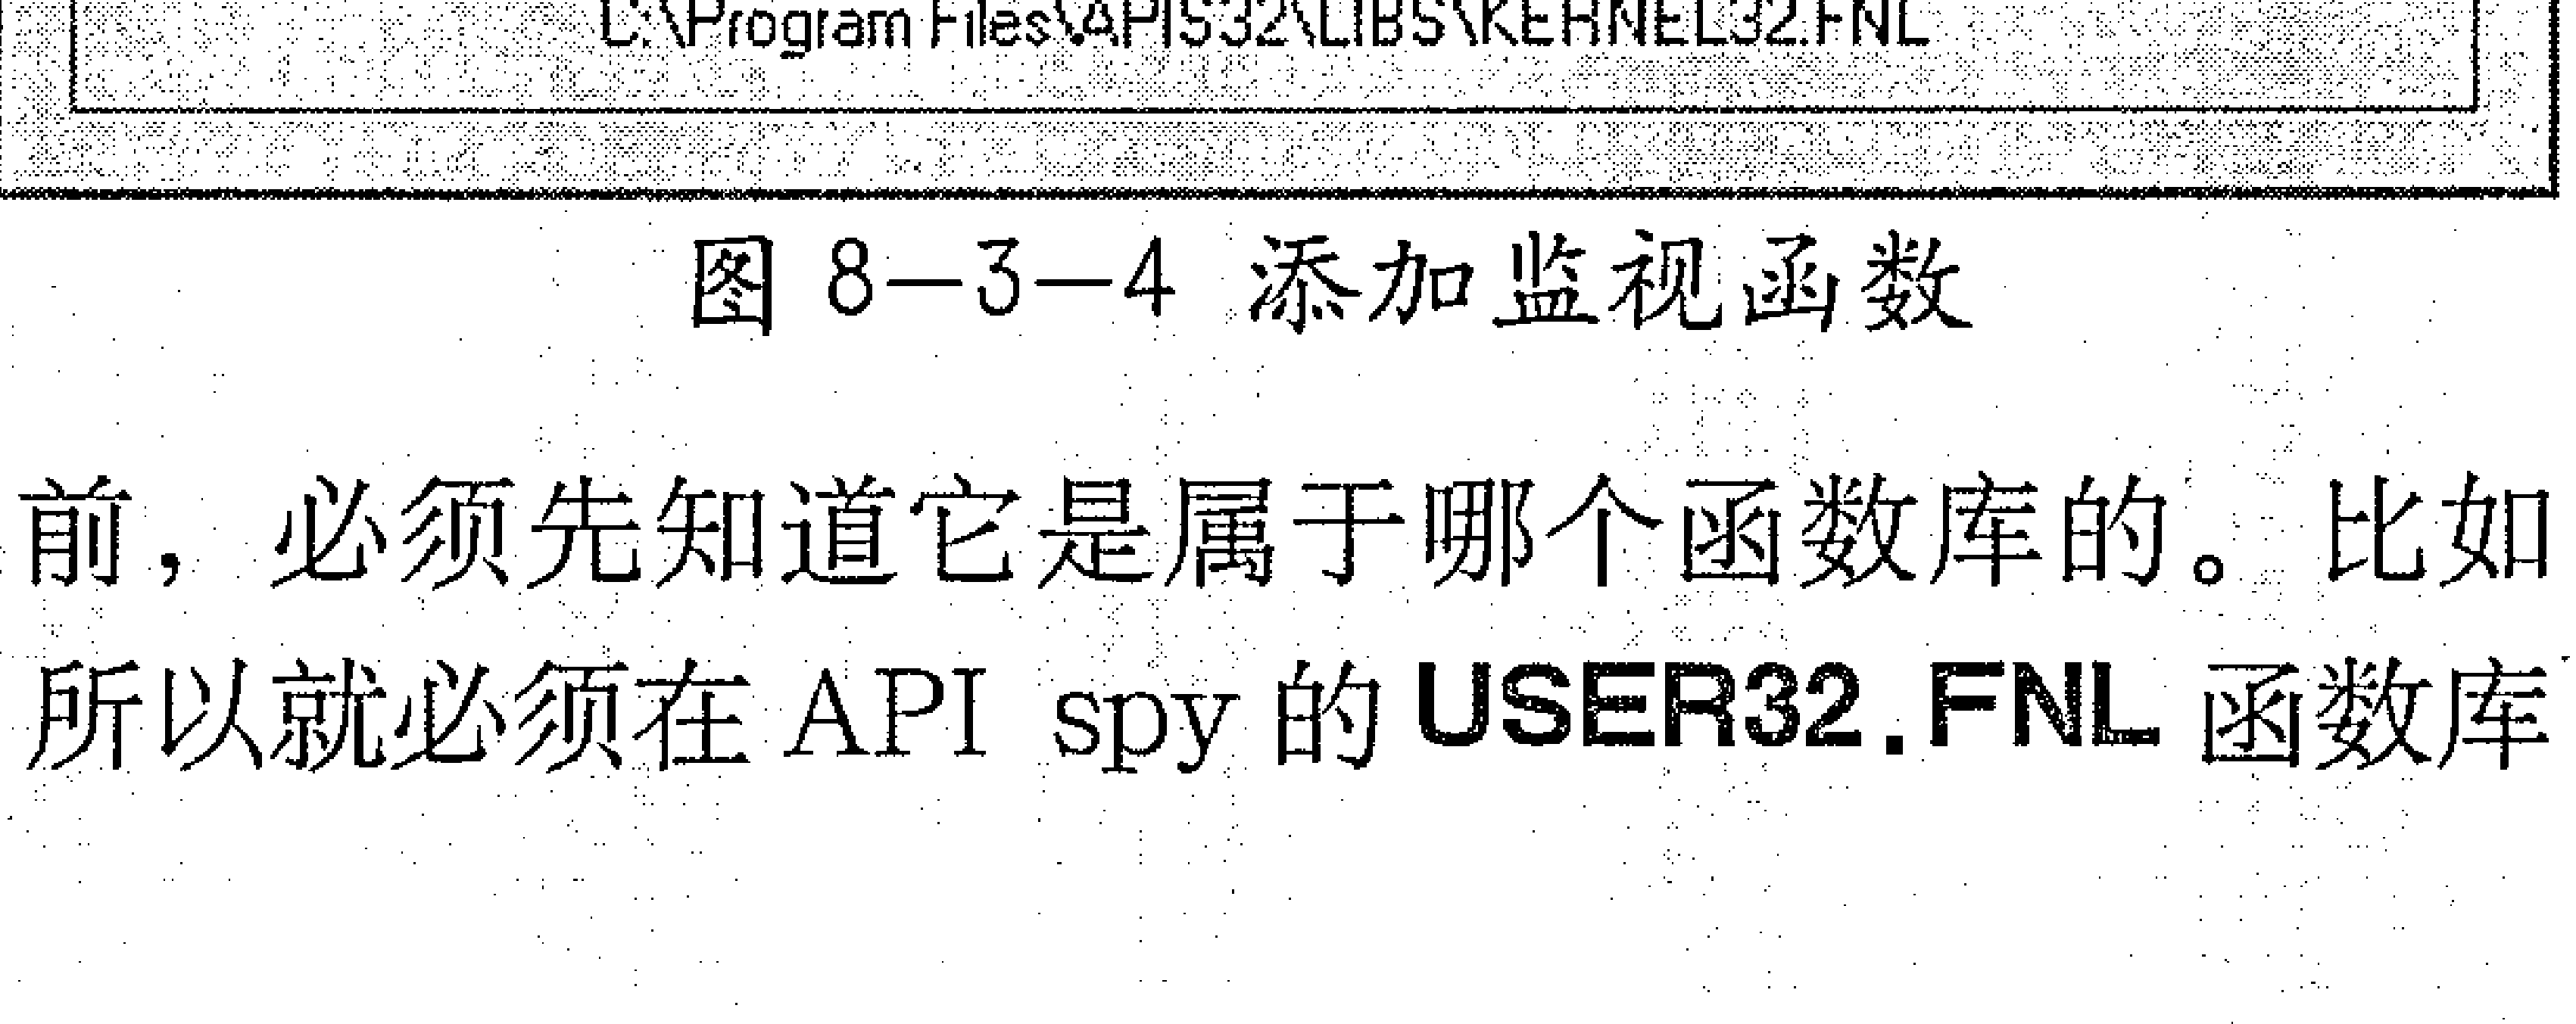 C:\Program Files\APIS32\LIBS\KERNEL32.FNL
图 8-3-4 添加监视函数
前，必须先知道它是属于哪个函数库的。比如
所以就必须在 API spy 的 USER32.FNL 函数库